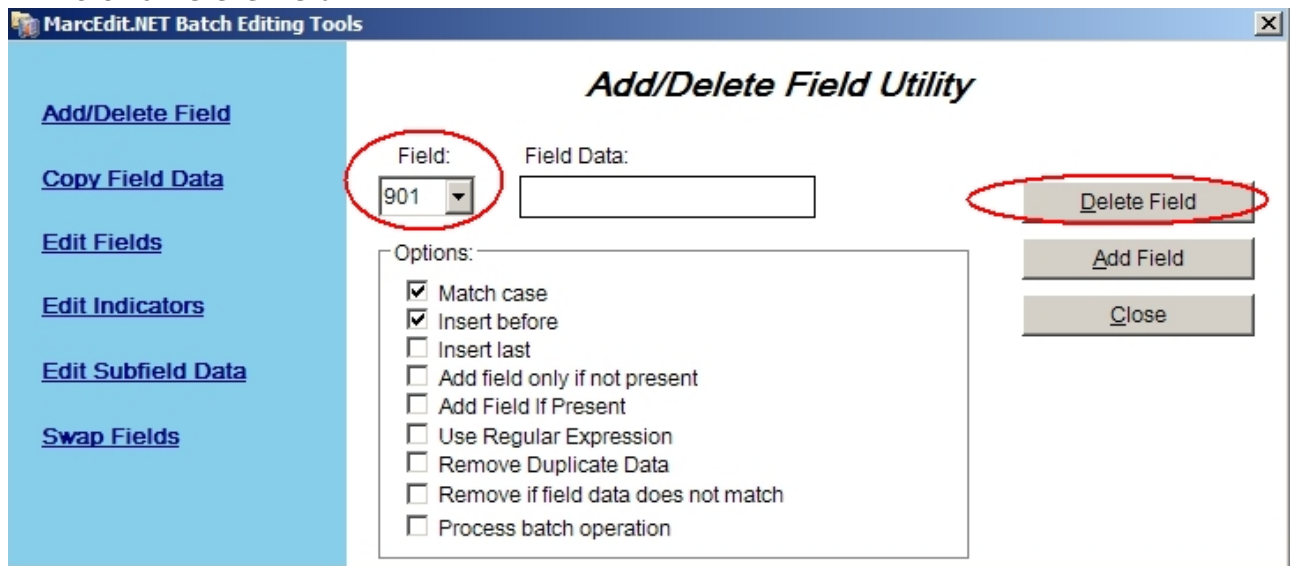 MarcEdit.NET Batch Editing Tools
Add/Delete Field Utility
Add/Delete Field
Copy Field Data
Edit Fields
Edit Indicators
Edit Subfield Data
Swap Fields
Field:
Field Data:
901
Options:
Match case
Insert before
Insert last
Add field only if not present
Add Field If Present
Use Regular Expression
Remove Duplicate Data
Remove if field data does not match
Process batch operation
Delete Field
Add Field
Close